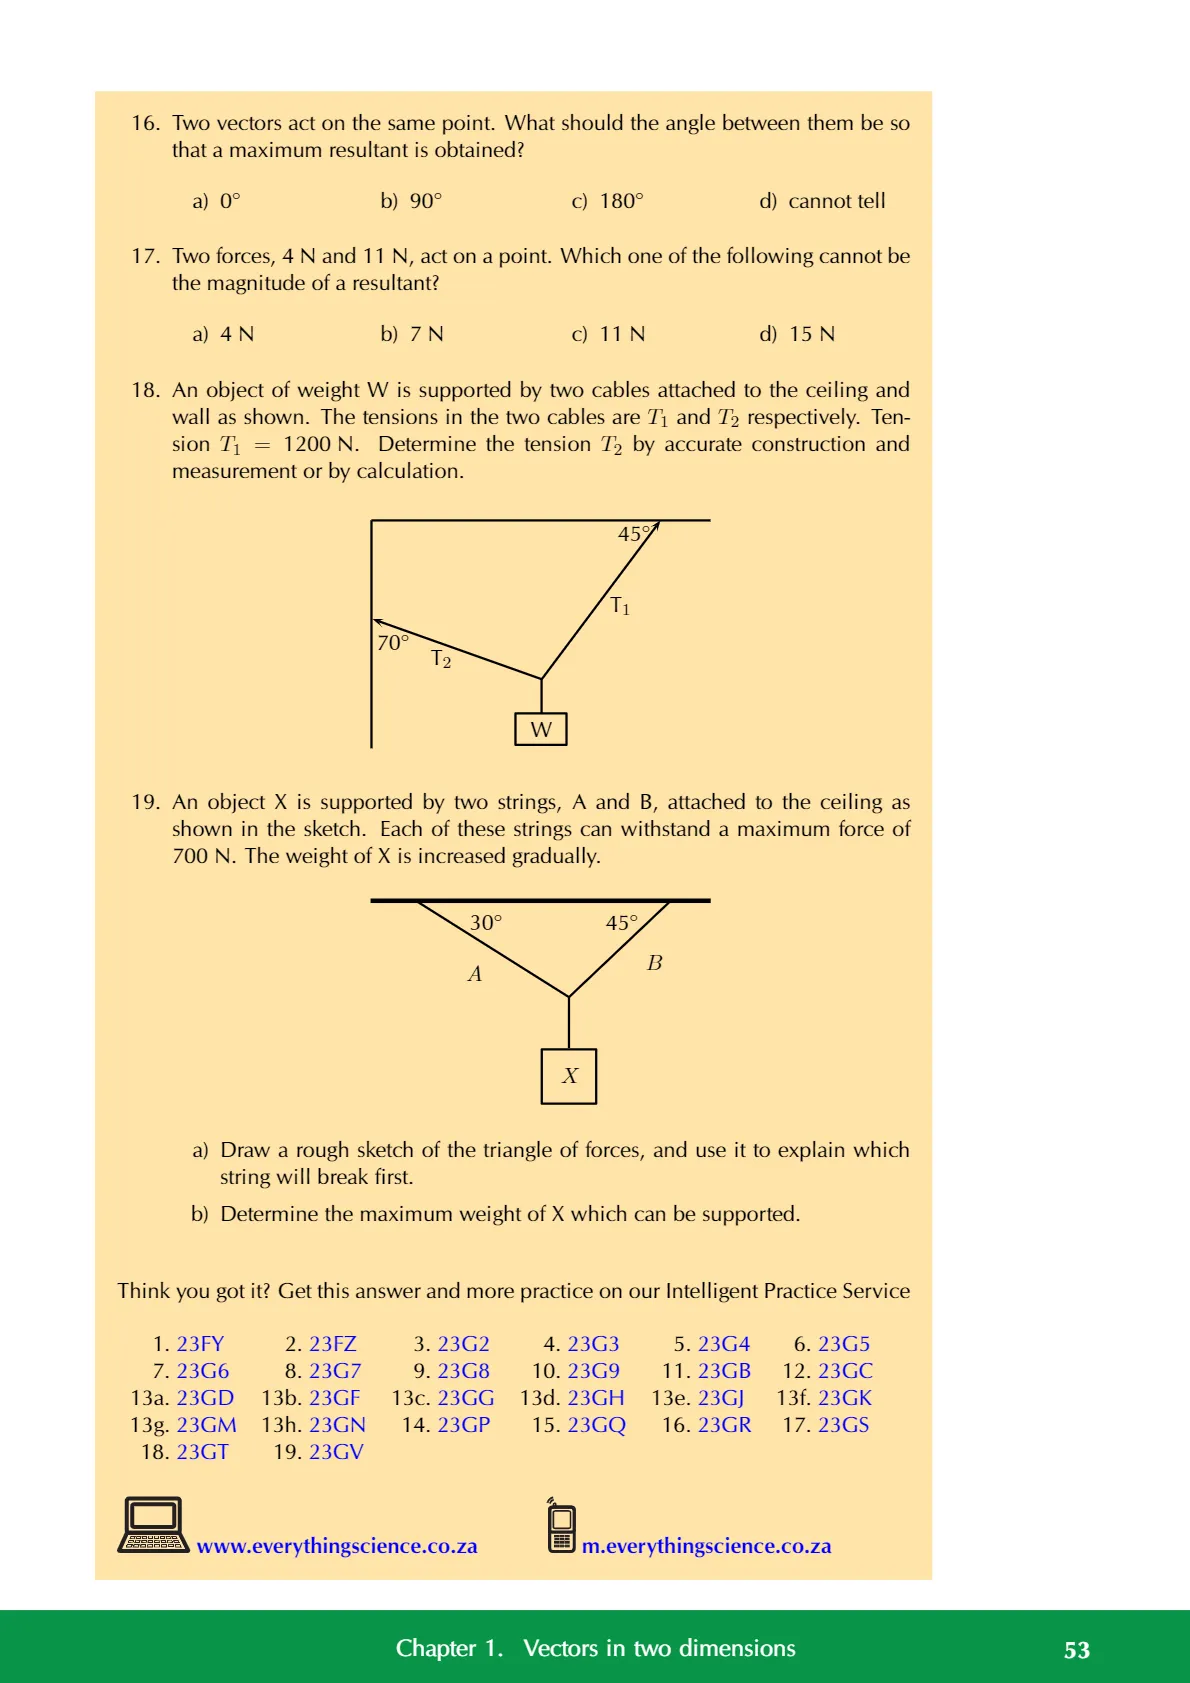 16. Two vectors act on the same point. What should the angle between them be so
that a maximum resultant is obtained?
a) 0° b) 90° c) 180° d) cannot tell
17. Two forces, 4 N and 11 N, act on a point. Which one of the following cannot be
the magnitude of a resultant?
a) 4 N b) 7 N c) 11 N d) 15 N
18. An object of weight W is supported by two cables attached to the ceiling and
wall as shown. The tensions in the two cables are T₁ and T₂ respectively. Ten-
sion T₁ = 1200 N. Determine the tension T₂ by accurate construction and
measurement or by calculation.
45°
T₁
70°
T₂
W
19. An object X is supported by two strings, A and B, attached to the ceiling as
shown in the sketch. Each of these strings can withstand a maximum force of
700 N. The weight of X is increased gradually.
30° 45°
A B
X
a) Draw a rough sketch of the triangle of forces, and use it to explain which
string will break first.
b) Determine the maximum weight of X which can be supported.
Think you got it? Get this answer and more practice on our Intelligent Practice Service
1. 23FY 2. 23FZ 3. 23G2 4. 23G3 5. 23G4 6. 23G5
7. 23G6 8. 23G7 9. 23G8 10. 23G9 11. 23GB 12. 23GC
13a. 23GD 13b. 23GF 13c. 23GG 13d. 23GH 13e. 23GJ 13f. 23GK
13g. 23GM 13h. 23GN 14. 23GP 15. 23GQ 16. 23GR 17. 23GS
18. 23GT 19. 23GV
www.everythingscience.co.za m.everythingscience.co.za
Chapter 1. Vectors in two dimensions 53